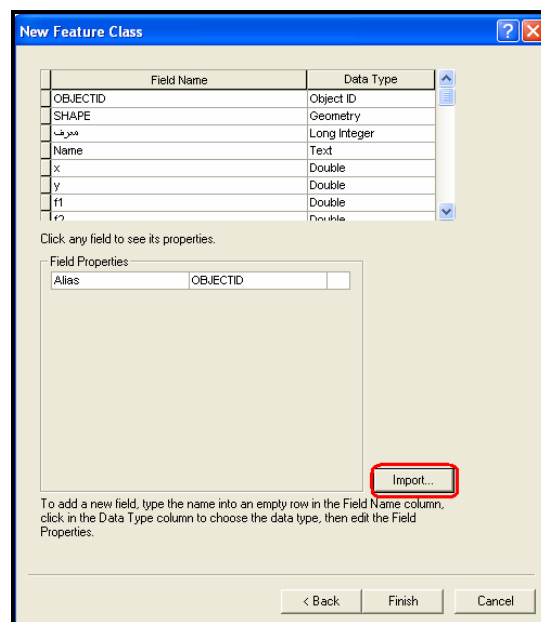 New Feature Class
Field Name Data Type
OBJECTID Object ID
SHAPE Geometry
معرف Long Integer
Name Text
x Double
y Double
f1 Double
f2 Double
Click any field to see its properties.
Field Properties
Alias OBJECTID
Import...
To add a new field, type the name into an empty row in the Field Name column,
click in the Data Type column to choose the data type, then edit the Field
Properties.
< Back Finish Cancel